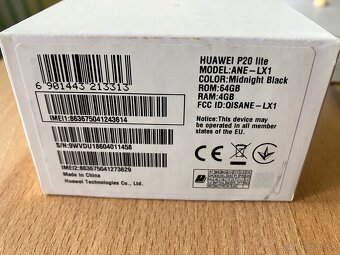 HUAWEI P20 lite
MODEL:ANE-LX1
COLOR:Midnight Black
ROM:64GB
RAM:4GB
FCC ID:QISANE-LX1
Notice:This device may
be operated in all member
states of the EU.
6 901443 213313
IMEI1:863675041243614
S/N:9WVDU18604011458
IMEI2:863675041273629
Made in China
Huawei Technologies Co., Ltd.
CE